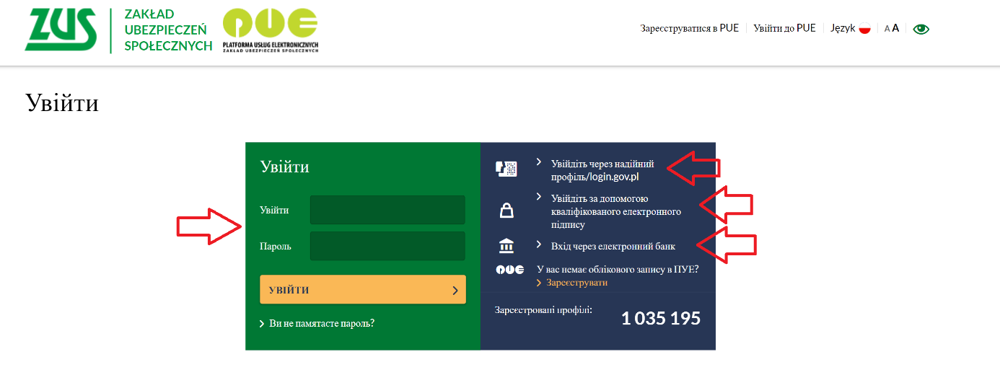 ZUS
ZAKŁAD
UBEZPIECZEŃ
SPOŁECZNYCH
PUE
PLATFORMA USŁUG ELEKTRONICZNYCH
ZAKŁAD UBEZPIECZEŃ SPOŁECZNYCH
Зареєструватися в PUE
Увійти до PUE
Język
A A
Увійти
Увійти
Увійти
Пароль
УВІЙТИ
Ви не памятаєте пароль?
Увійдіть через надійний
профіль/login.gov.pl
Увійдіть за допомогою
кваліфікованого електронного
підпису
Вхід через електронний банк
PUE
У вас немає облікового запису в ПУЕ?
Зареєструвати
Зареєстровані профілі:
1 035 195